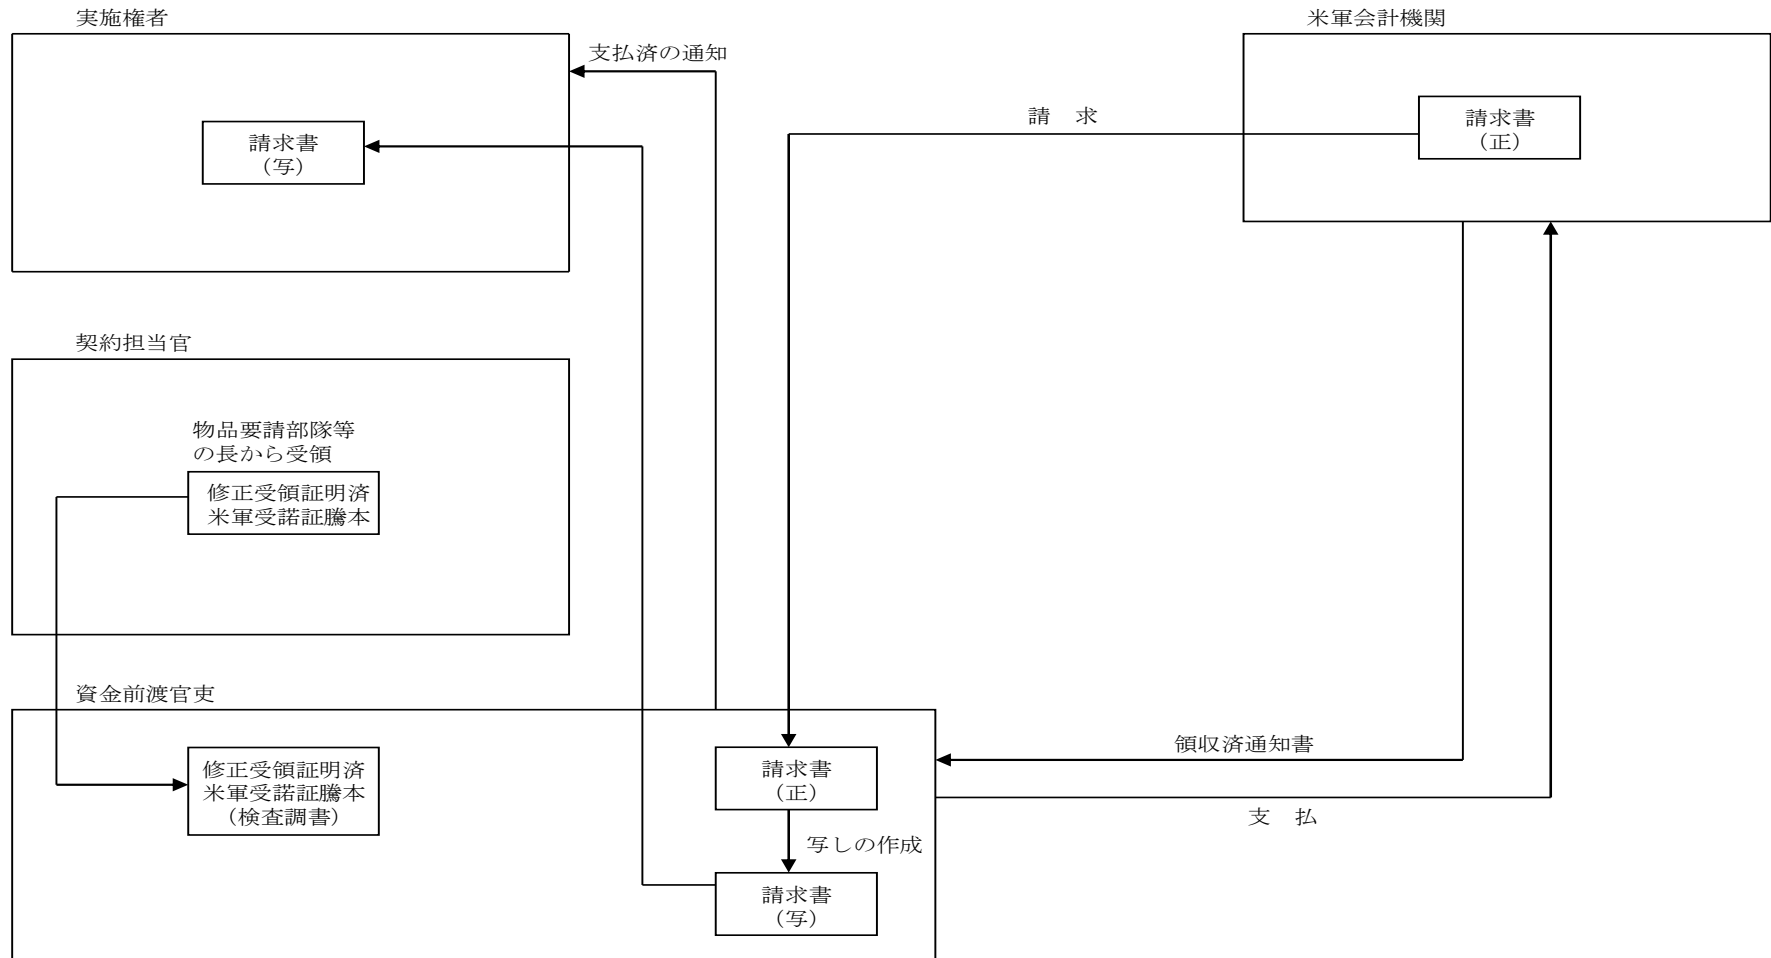 実施権者
米軍会計機関
支払済の通知
請求書
（写）
請　求
請求書
（正）
契約担当官
物品要請部隊等
の長から受領
修正受領証明済
米軍受諾証騰本
資金前渡官吏
修正受領証明済
米軍受諾証騰本
（検査調書）
請求書
（正）
写しの作成
請求書
（写）
領収済通知書
支　払